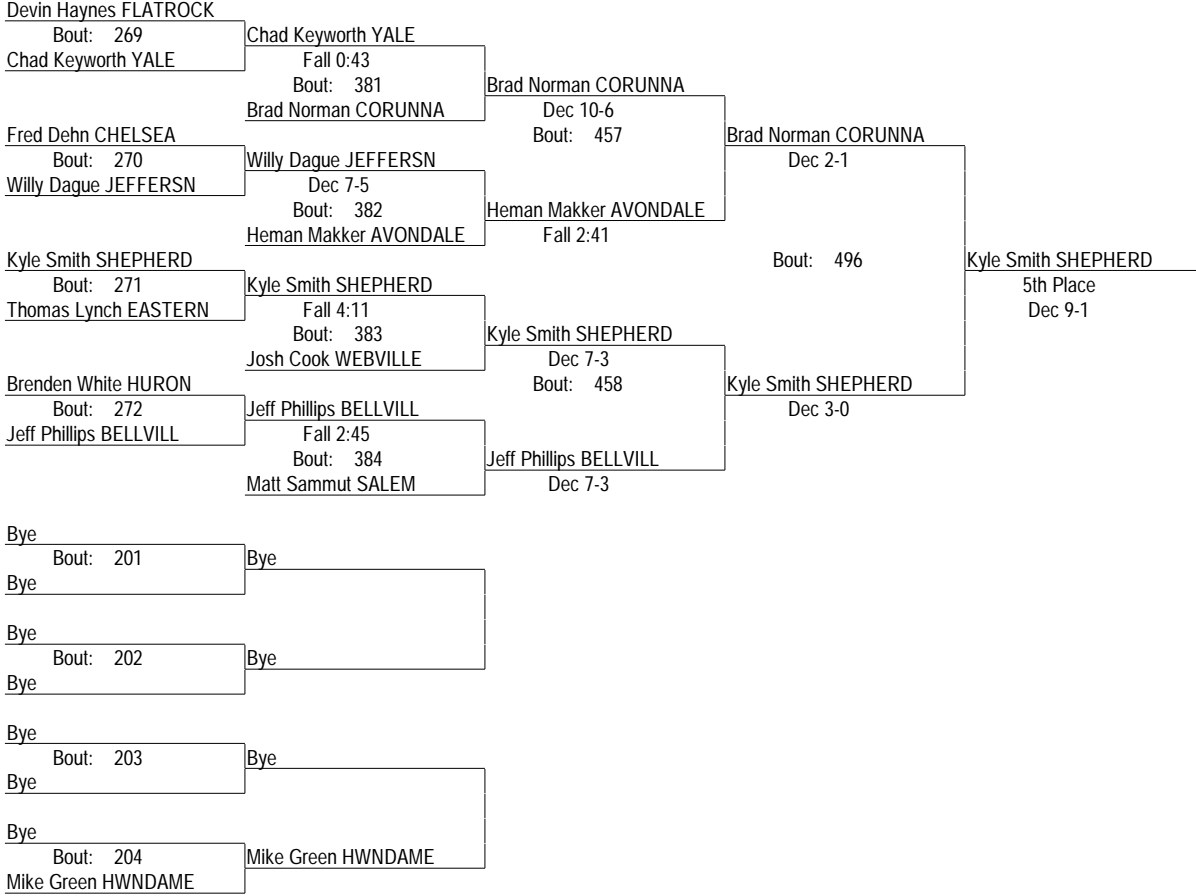 Devin Haynes FLATROCK
Bout: 269 Chad Keyworth YALE
Chad Keyworth YALE Fall 0:43
Bout: 381 Brad Norman CORUNNA
Brad Norman CORUNNA Dec 10-6
Fred Dehn CHELSEA Bout: 457 Brad Norman CORUNNA
Bout: 270 Willy Dague JEFFERSN Dec 2-1
Willy Dague JEFFERSN Dec 7-5
Bout: 382 Heman Makker AVONDALE
Heman Makker AVONDALE Fall 2:41
Kyle Smith SHEPHERD Bout: 496 Kyle Smith SHEPHERD
Bout: 271 Kyle Smith SHEPHERD 5th Place
Thomas Lynch EASTERN Fall 4:11 Dec 9-1
Bout: 383 Kyle Smith SHEPHERD
Josh Cook WEBVILLE Dec 7-3
Brenden White HURON Bout: 458 Kyle Smith SHEPHERD
Bout: 272 Jeff Phillips BELLVILL Dec 3-0
Jeff Phillips BELLVILL Fall 2:45
Bout: 384 Jeff Phillips BELLVILL
Matt Sammut SALEM Dec 7-3
Bye
Bout: 201 Bye
Bye
Bye
Bout: 202 Bye
Bye
Bye
Bout: 203 Bye
Bye
Bye
Bout: 204 Mike Green HWNDAME
Mike Green HWNDAME